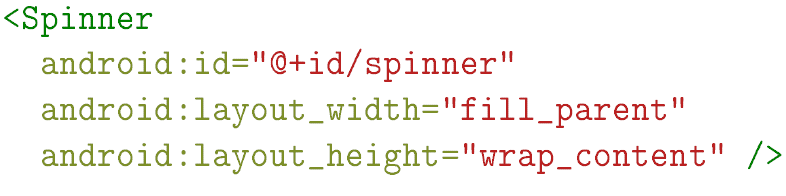 <Spinner
android:id="@+id/spinner"
android:layout_width="fill_parent"
android:layout_height="wrap_content" />